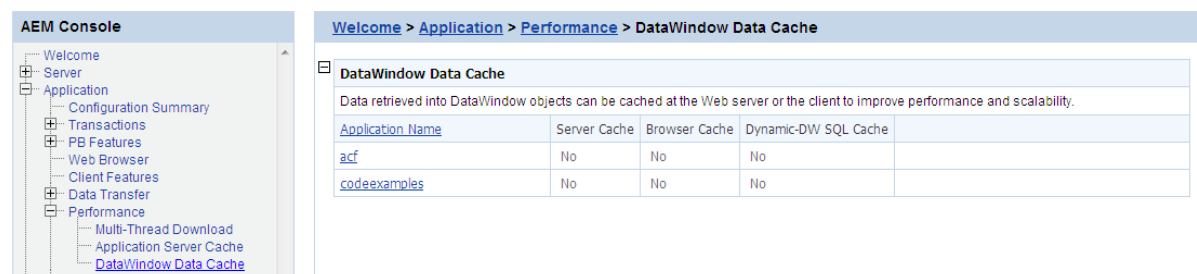 AEM Console
Welcome
Server
Application
Configuration Summary
Transactions
PB Features
Web Browser
Client Features
Data Transfer
Performance
Multi-Thread Download
Application Server Cache
DataWindow Data Cache
Welcome > Application > Performance > DataWindow Data Cache
DataWindow Data Cache
Data retrieved into DataWindow objects can be cached at the Web server or the client to improve performance and scalability.
Application Name Server Cache Browser Cache Dynamic-DW SQL Cache
acf No No No
codeexamples No No No